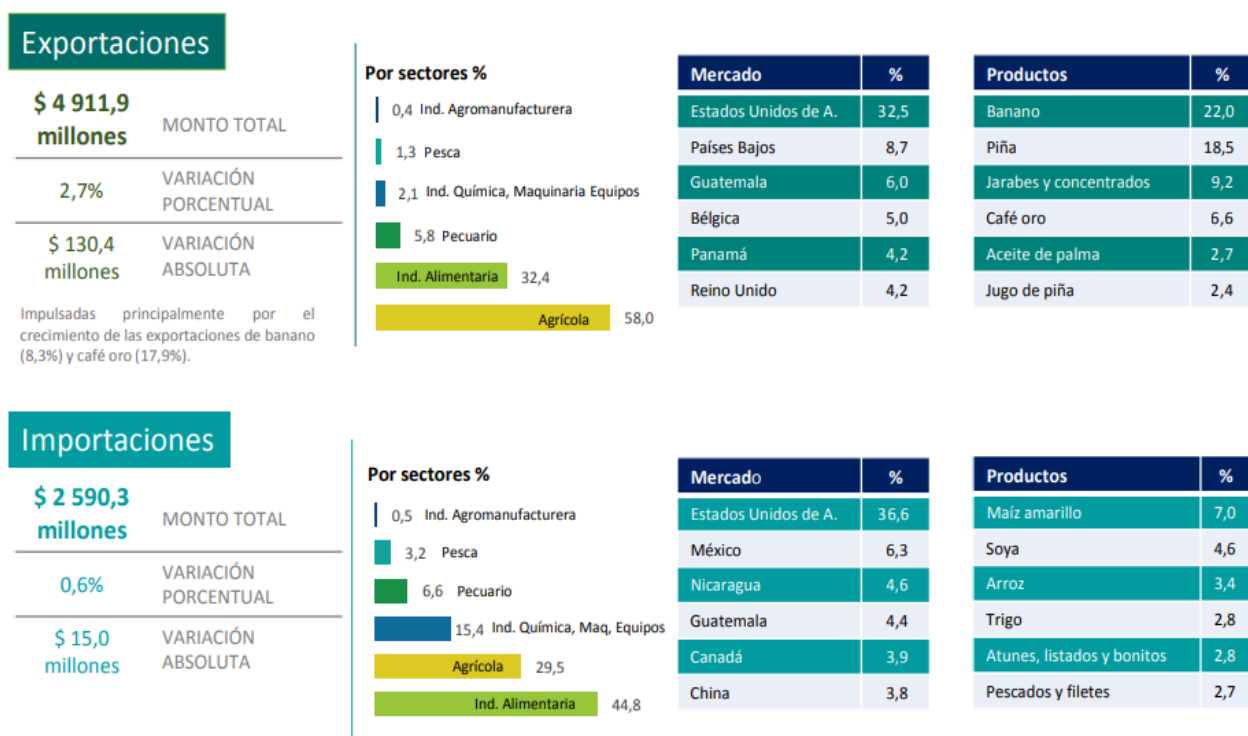 Exportaciones
$ 4 911,9
millones
MONTO TOTAL
2,7%
VARIACIÓN
PORCENTUAL
$ 130,4
millones
VARIACIÓN
ABSOLUTA
Impulsadas principalmente por el
crecimiento de las exportaciones de banano
(8,3%) y café oro (17,9%).
Por sectores %
0,4 Ind. Agromanufacturera
1,3 Pesca
2,1 Ind. Química, Maquinaria Equipos
5,8 Pecuario
Ind. Alimentaria 32,4
Agrícola 58,0
Mercado %
Estados Unidos de A. 32,5
Países Bajos 8,7
Guatemala 6,0
Bélgica 5,0
Panamá 4,2
Reino Unido 4,2
Productos %
Banano 22,0
Piña 18,5
Jarabes y concentrados 9,2
Café oro 6,6
Aceite de palma 2,7
Jugo de piña 2,4
Importaciones
$ 2 590,3
millones
MONTO TOTAL
0,6%
VARIACIÓN
PORCENTUAL
$ 15,0
millones
VARIACIÓN
ABSOLUTA
Por sectores %
0,5 Ind. Agromanufacturera
3,2 Pesca
6,6 Pecuario
15,4 Ind. Química, Maq, Equipos
Agrícola 29,5
Ind. Alimentaria 44,8
Mercado %
Estados Unidos de A. 36,6
México 6,3
Nicaragua 4,6
Guatemala 4,4
Canadá 3,9
China 3,8
Productos %
Maíz amarillo 7,0
Soya 4,6
Arroz 3,4
Trigo 2,8
Atunes, listados y bonitos 2,8
Pescados y filetes 2,7